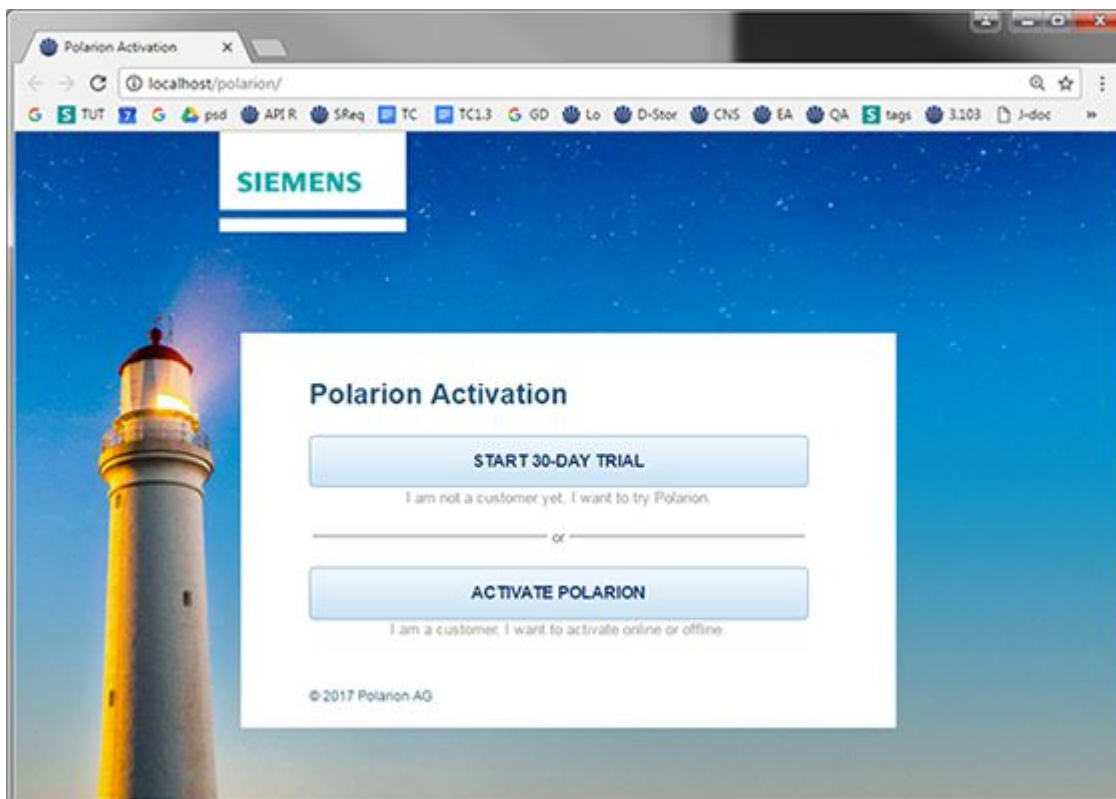 Polarion Activation
localhost/polarion/
G TUT 7 G psd API R SReq TC TC1.3 G GD Lo D-Stor CNS EA QA tags 3.103 J-doc »
SIEMENS
Polarion Activation
START 30-DAY TRIAL
I am not a customer yet. I want to try Polarion.
or
ACTIVATE POLARION
I am a customer. I want to activate online or offline.
© 2017 Polarion AG